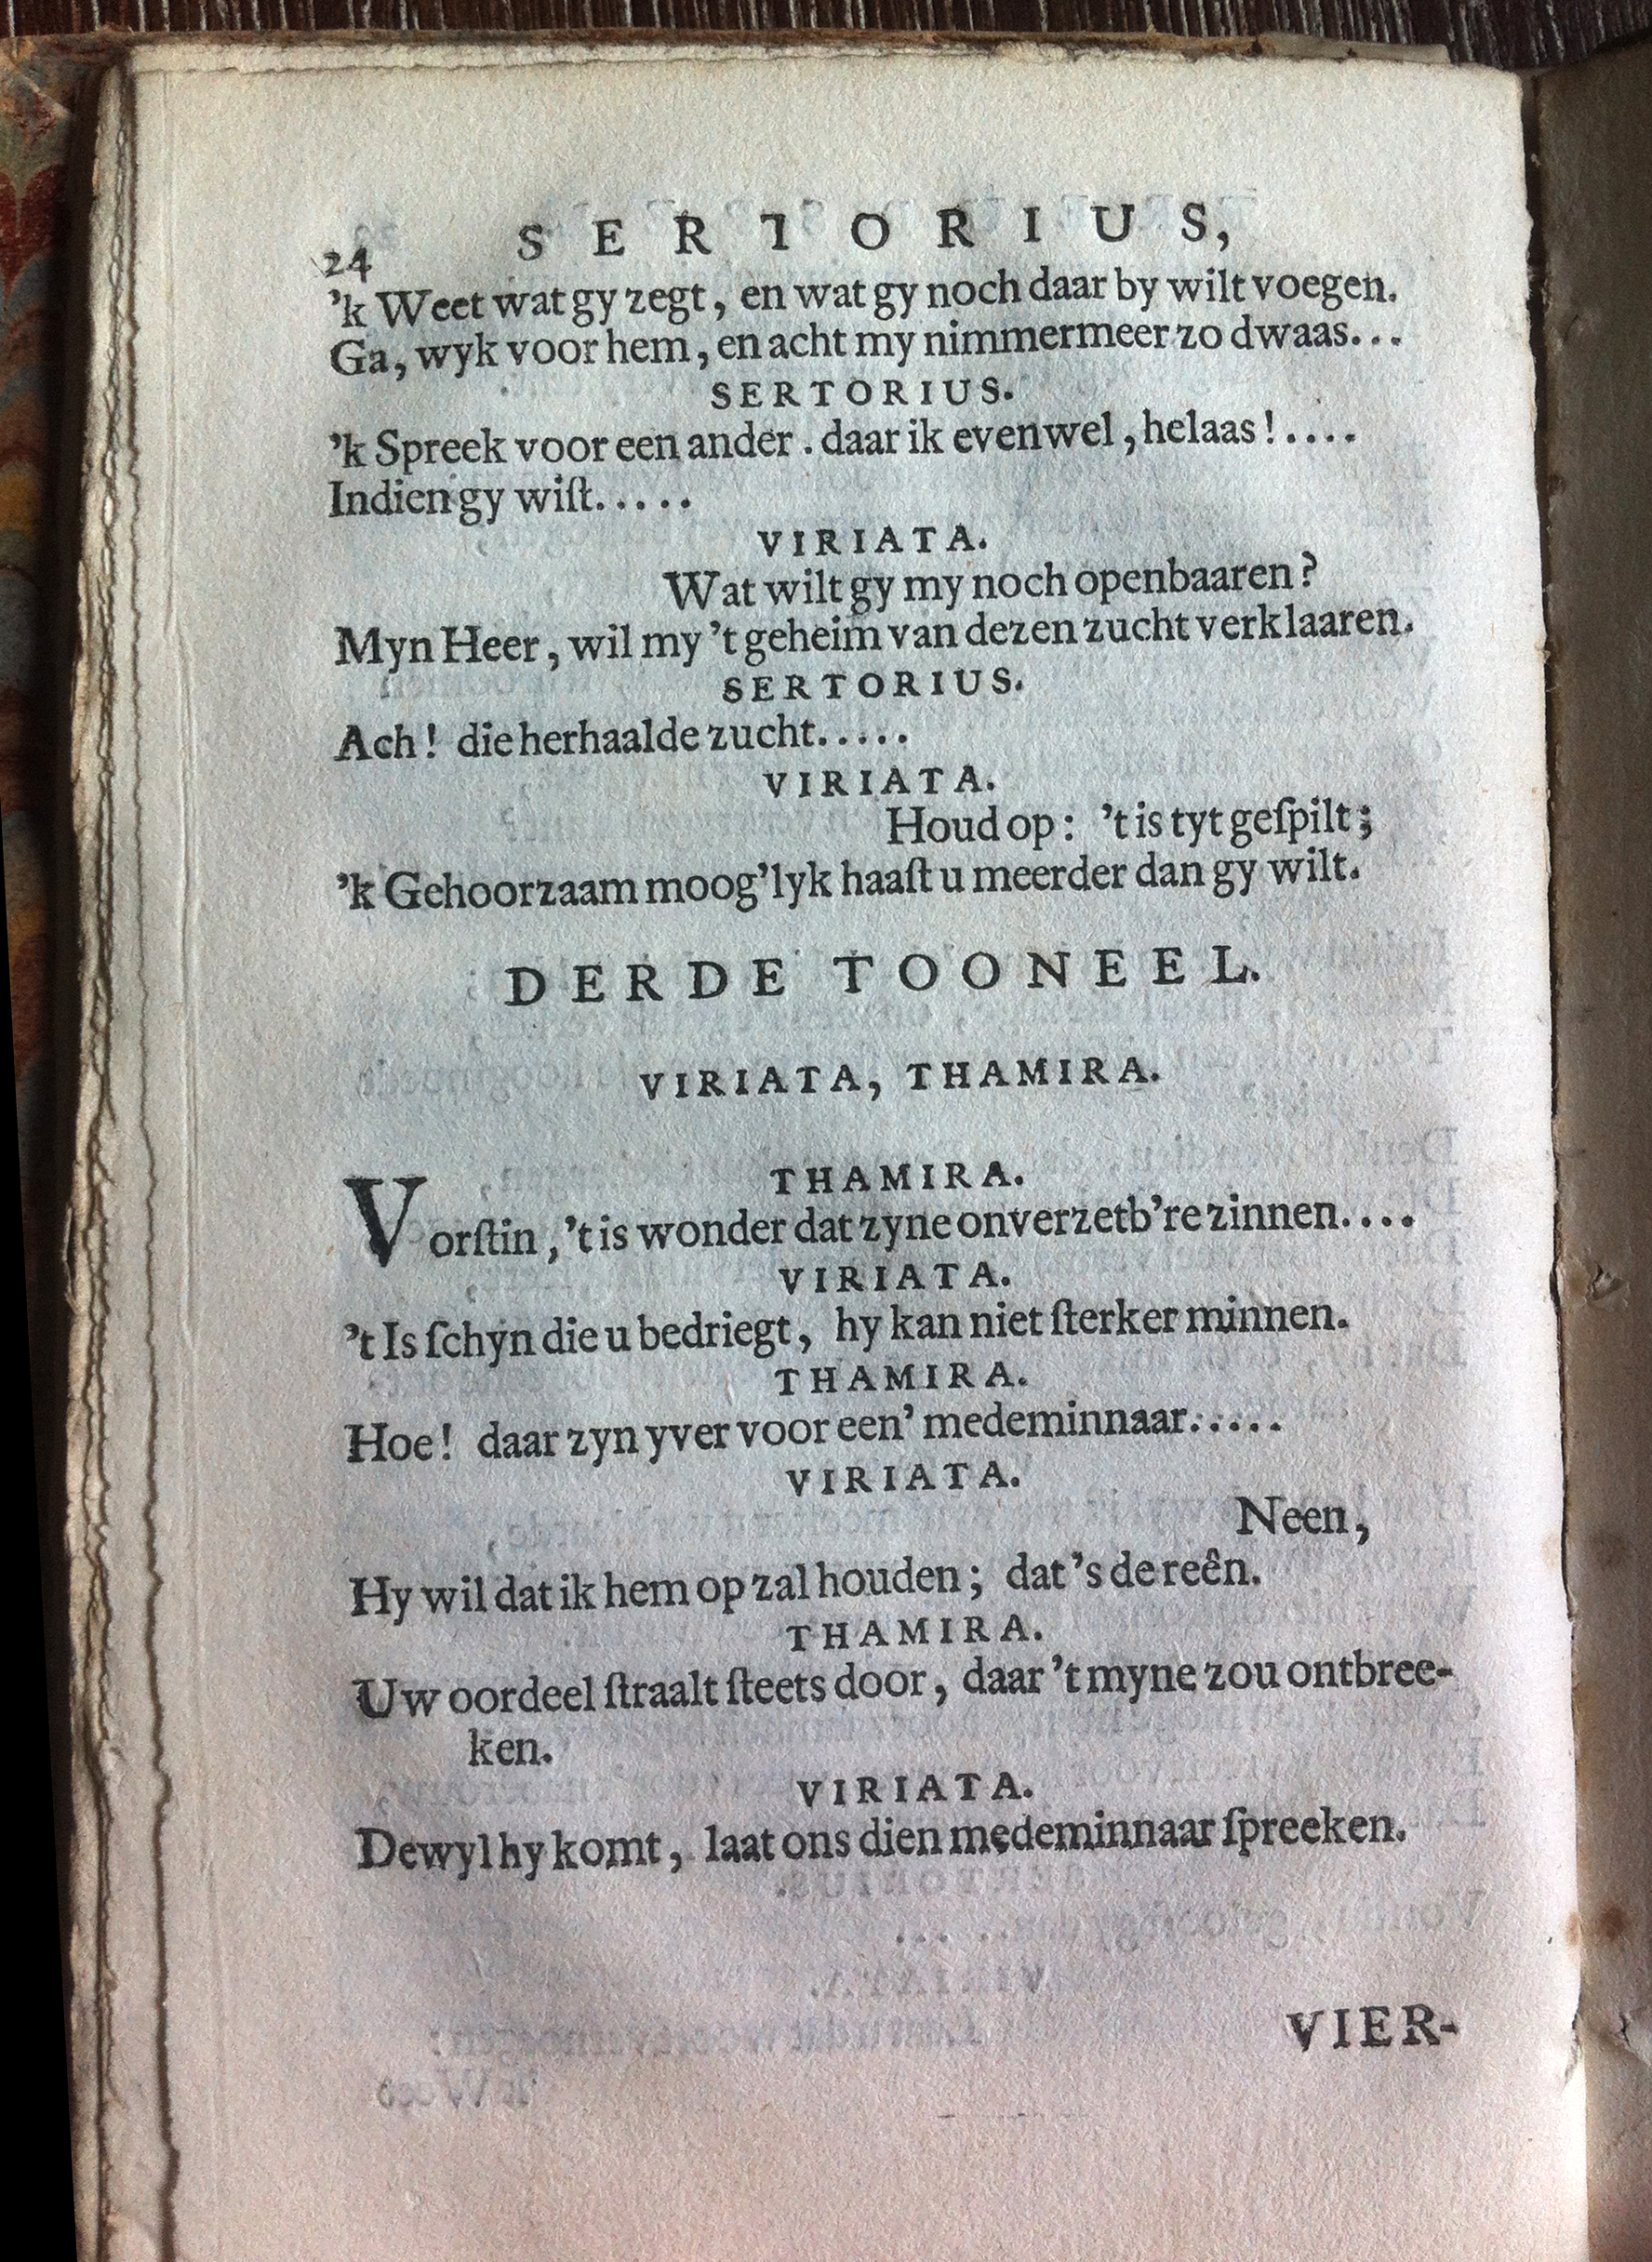 24 SERTORIUS,
'k Weet wat gy zegt, en wat gy noch daar by wilt voegen.
Ga, wyk voor hem, en acht my nimmermeer zo dwaas...
SERTORIUS.
'k Spreek voor een ander. daar ik evenwel, helaas!....
Indien gy wiſt.....
VIRIATA.
Wat wilt gy my noch openbaaren?
Myn Heer, wil my 't geheim van dezen zucht verklaaren.
SERTORIUS.
Ach! die herhaalde zucht.....
VIRIATA.
Houd op: 't is tyt geſpilt;
'k Gehoorzaam moog'lyk haaſt u meerder dan gy wilt.
DERDE TOONEEL.
VIRIATA, THAMIRA.
THAMIRA.
Vorſtin, 't is wonder dat zyne onverzetb're zinnen....
VIRIATA.
't Is ſchyn die u bedriegt, hy kan niet ſterker minnen.
THAMIRA.
Hoe! daar zyn yver voor een' medeminnaar.....
VIRIATA.
Neen,
Hy wil dat ik hem op zal houden; dat 's de reên.
THAMIRA.
Uw oordeel ſtraalt ſteets door, daar 't myne zou ontbree-
ken.
VIRIATA.
Dewyl hy komt, laat ons dien medeminnaar ſpreeken.
VIER-